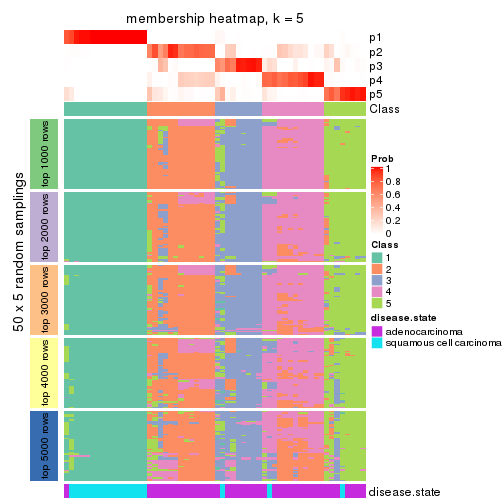 membership heatmap, k = 5
p1
p2
p3
p4
p5
Class
50 x 5 random samplings
top 1000 rows
top 2000 rows
top 3000 rows
top 4000 rows
top 5000 rows
disease.state
Prob
1
0.8
0.6
0.4
0.2
0
Class
1
2
3
4
5
disease.state
adenocarcinoma
squamous cell carcinoma